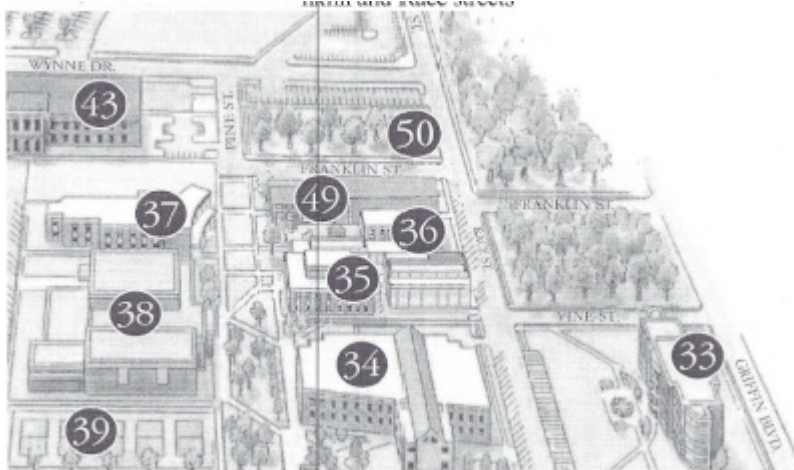 and Race Streets
ST.
WYNNE DR.
43
PINE ST.
50
FRANKLIN ST.
49
37
36
FRANKLIN ST.
35
38
VINE ST.
34
33
GRIFFIN BLVD.
39